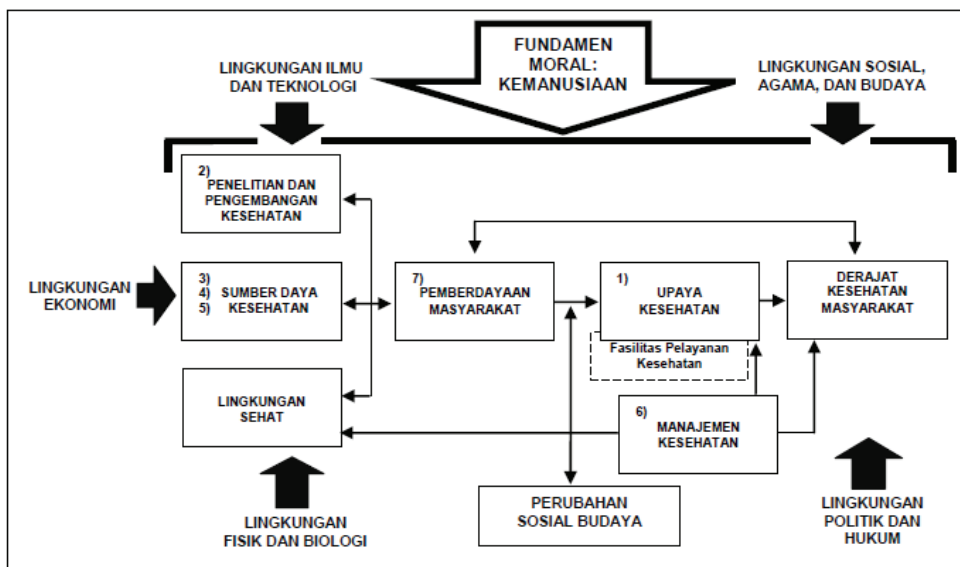 FUNDAMEN
MORAL:
KEMANUSIAAN
LINGKUNGAN ILMU
DAN TEKNOLOGI
LINGKUNGAN SOSIAL,
AGAMA, DAN BUDAYA
2)
PENELITIAN DAN
PENGEMBANGAN
KESEHATAN
LINGKUNGAN
EKONOMI
3)
4) SUMBER DAYA
5) KESEHATAN
7)
PEMBERDAYAAN
MASYARAKAT
1)
UPAYA
KESEHATAN
Fasilitas Pelayanan
Kesehatan
DERAJAT
KESEHATAN
MASYARAKAT
LINGKUNGAN
SEHAT
6)
MANAJEMEN
KESEHATAN
PERUBAHAN
SOSIAL BUDAYA
LINGKUNGAN
FISIK DAN BIOLOGI
LINGKUNGAN
POLITIK DAN
HUKUM